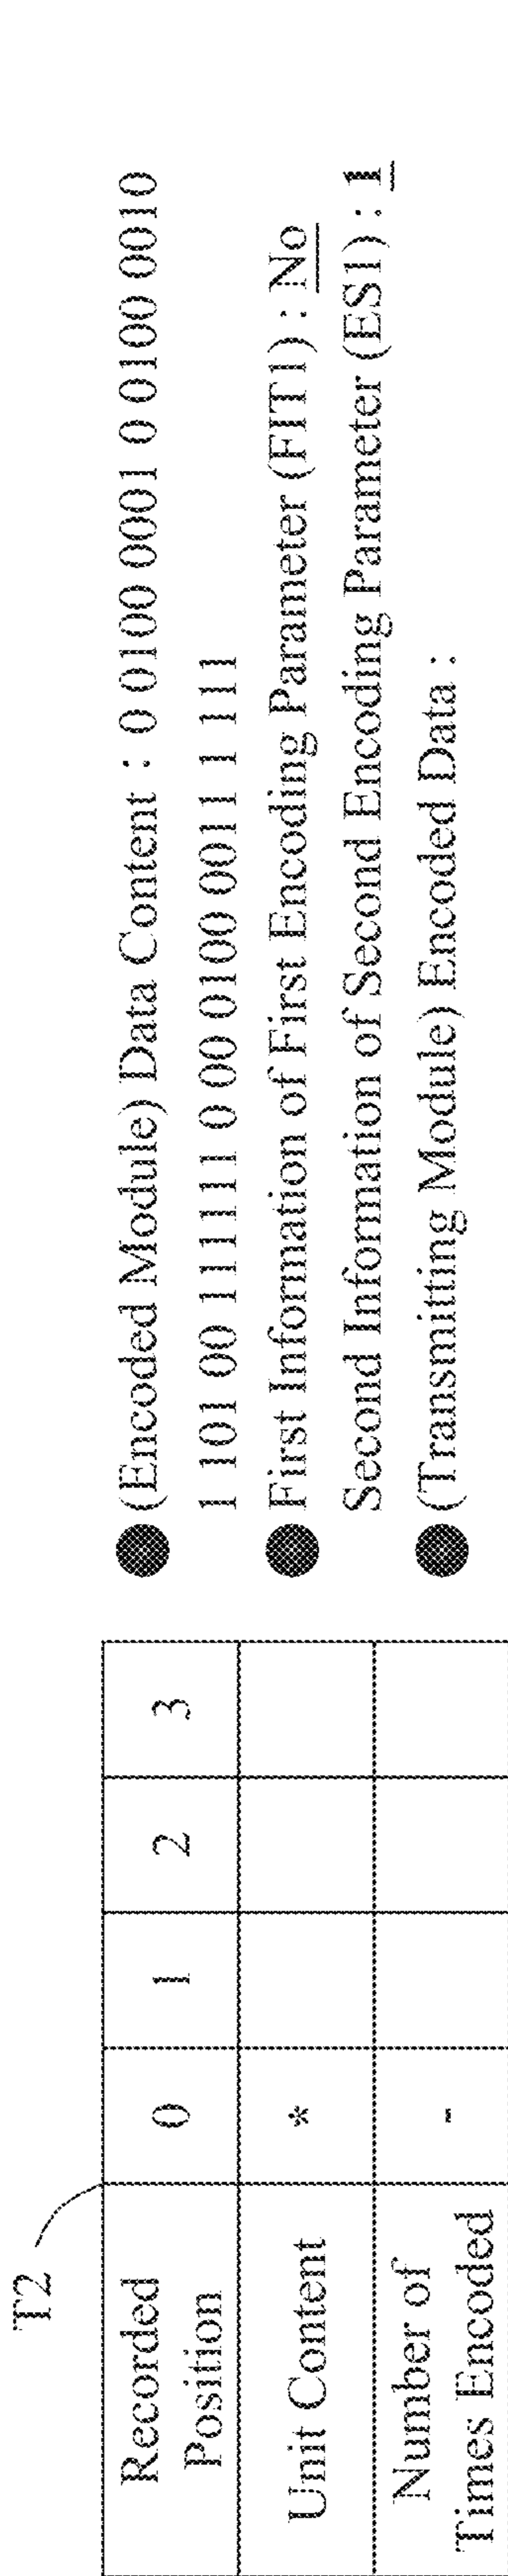 T2
Recorded Position 0 1 2 3
Unit Content *
Number of Times Encoded -
● (Encoded Module) Data Content : 0 0100 0001 0 0100 0010
1 101 00 111111 0 00 0100 0011 1 111
● First Information of First Encoding Parameter (FIT1) : No
Second Information of Second Encoding Parameter (ES1) : 1
● (Transmitting Module) Encoded Data :